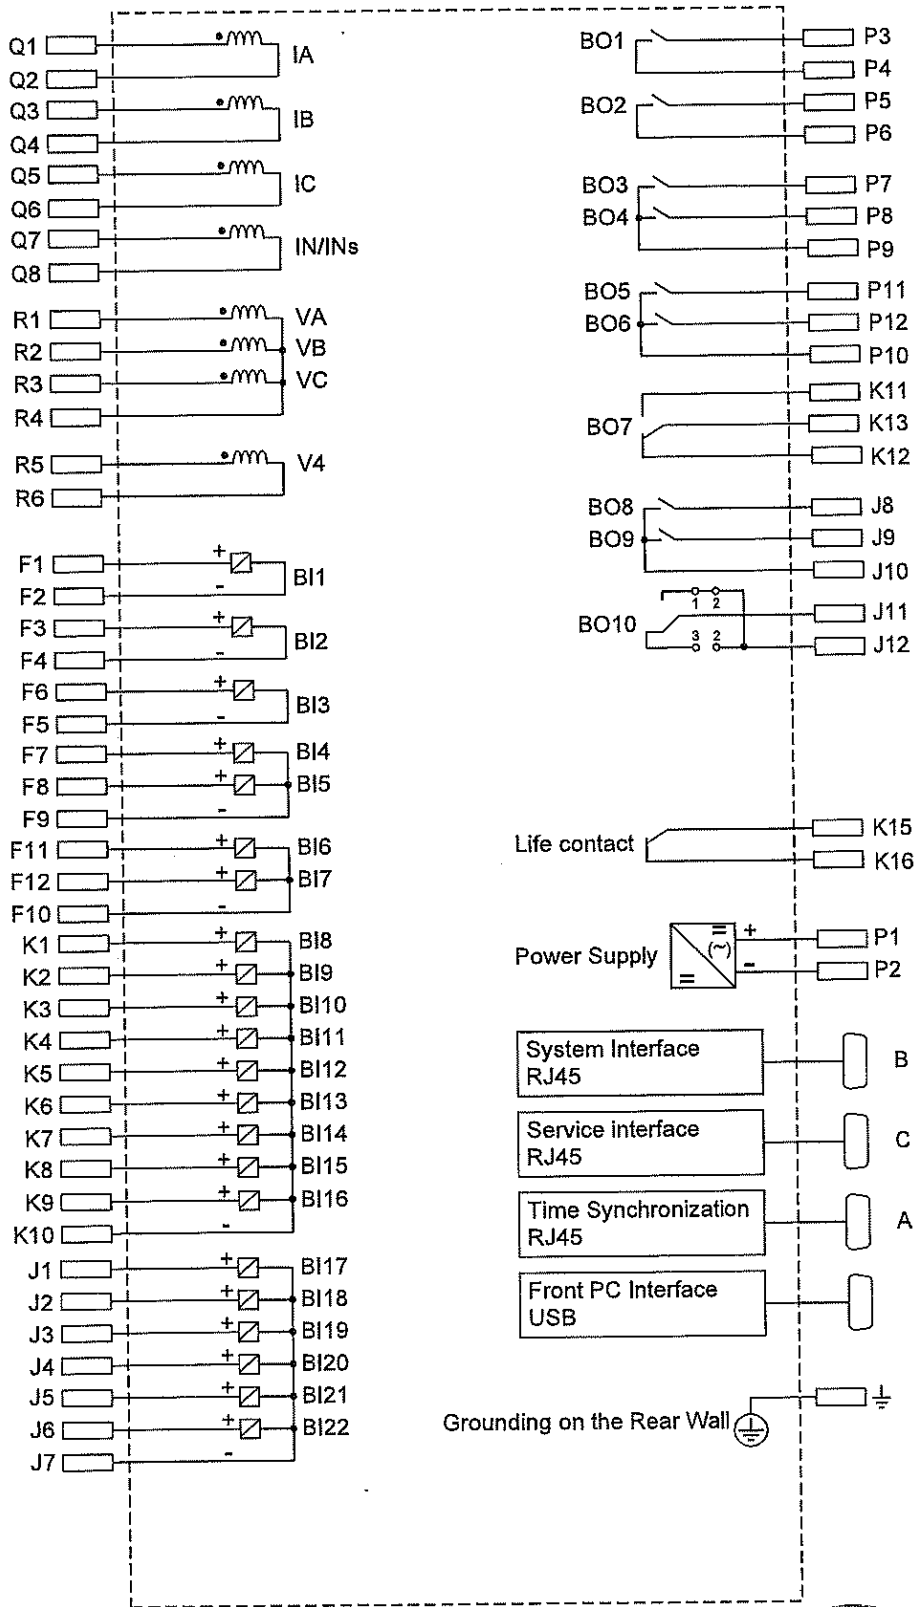 Q1 IA
Q2
Q3 IB
Q4
Q5 IC
Q6
Q7 IN/INs
Q8
R1 VA
R2 VB
R3 VC
R4
R5 V4
R6
F1 + BI1
F2 -
F3 + BI2
F4 -
F6 + BI3
F5 -
F7 + BI4
F8 + BI5
F9 -
F11 + BI6
F12 + BI7
F10 -
K1 + BI8
K2 + BI9
K3 + BI10
K4 + BI11
K5 + BI12
K6 + BI13
K7 + BI14
K8 + BI15
K9 + BI16
K10 -
J1 + BI17
J2 + BI18
J3 + BI19
J4 + BI20
J5 + BI21
J6 + BI22
J7 -
BO1 P3
P4
BO2 P5
P6
BO3 P7
BO4 P8
P9
BO5 P11
BO6 P12
P10
K11
BO7 K13
K12
BO8 J8
BO9 J9
J10
1 2
BO10 J11
3 2 J12
Life contact K15
K16
Power Supply = (~) = + P1
- P2
System Interface
RJ45
B
Service interface
RJ45
C
Time Synchronization
RJ45
A
Front PC Interface
USB
Grounding on the Rear Wall